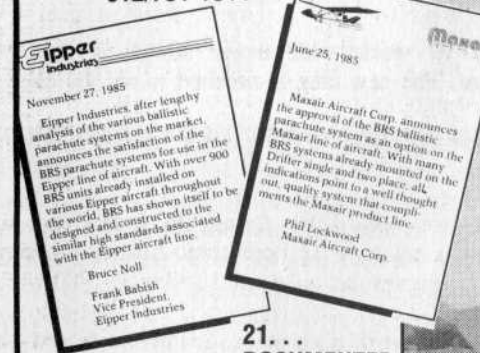 Eipper
industries
November 27, 1985
Eipper Industries, after lengthy
analysis of the various ballistic
parachute systems on the market,
announces the satisfaction of the
BRS parachute systems for use in the
Eipper line of aircraft. With over 900
BRS units already installed on
various Eipper aircraft throughout
the world, BRS has shown itself to be
designed and constructed to the
similar high standards associated
with the Eipper aircraft line.
Bruce Noll
Frank Babish
Vice President,
Eipper Industries
Maxair
June 25, 1985
Maxair Aircraft Corp. announces
the approval of the BRS ballistic
parachute system as an option on the
Maxair line of aircraft. With many
BRS systems already mounted on the
Drifter single and two place, all
indications point to a well thought
out, quality system that compli-
ments the Maxair product line.
Phil Lockwood
Maxair Aircraft Corp.
21. . .